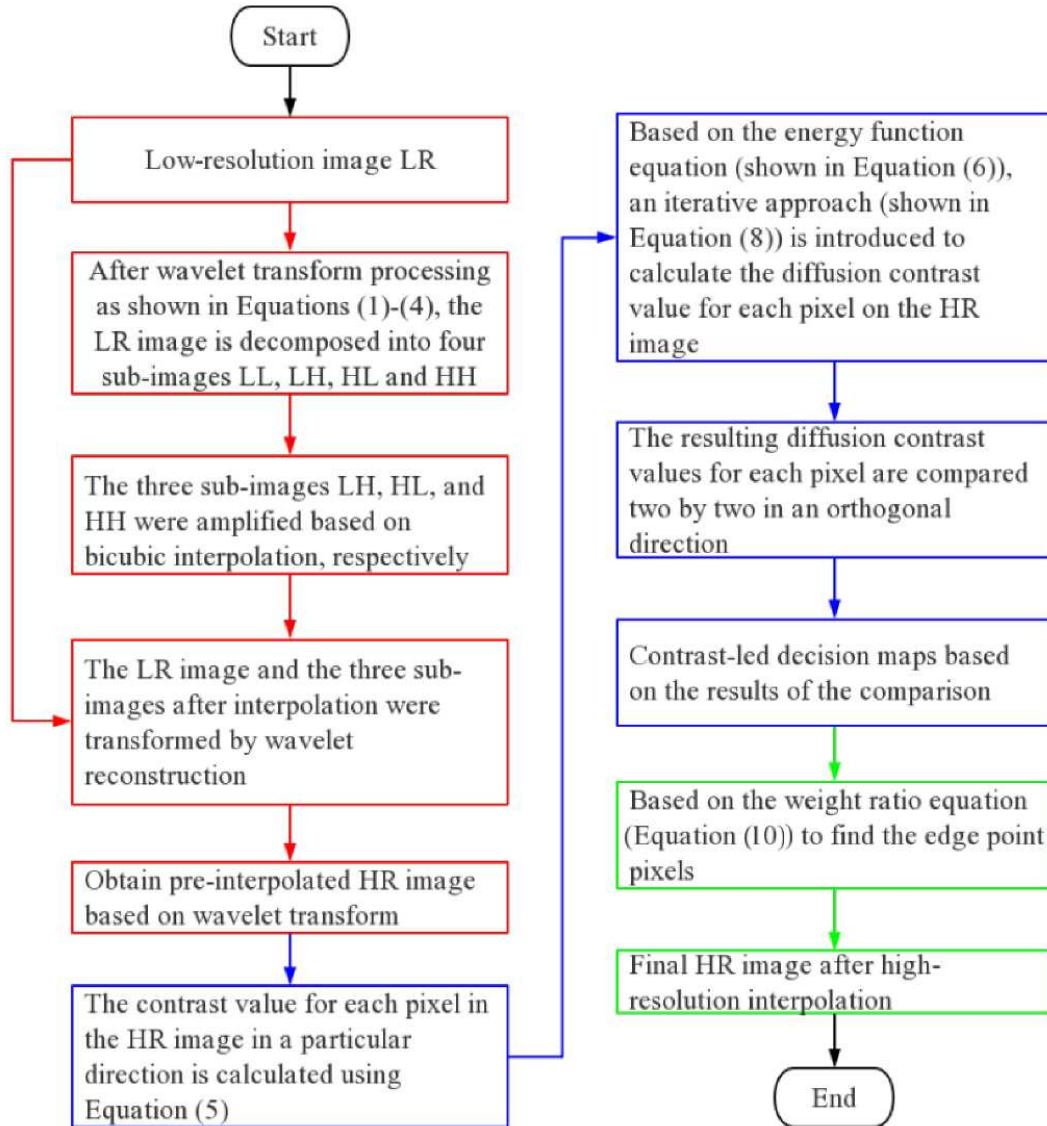 Start
Low-resolution image LR
After wavelet transform processing
as shown in Equations (1)-(4), the
LR image is decomposed into four
sub-images LL, LH, HL and HH
The three sub-images LH, HL, and
HH were amplified based on
bicubic interpolation, respectively
The LR image and the three sub-
images after interpolation were
transformed by wavelet
reconstruction
Obtain pre-interpolated HR image
based on wavelet transform
The contrast value for each pixel in
the HR image in a particular
direction is calculated using
Equation (5)
Based on the energy function
equation (shown in Equation (6)),
an iterative approach (shown in
Equation (8)) is introduced to
calculate the diffusion contrast
value for each pixel on the HR
image
The resulting diffusion contrast
values for each pixel are compared
two by two in an orthogonal
direction
Contrast-led decision maps based
on the results of the comparison
Based on the weight ratio equation
(Equation (10)) to find the edge point
pixels
Final HR image after high-
resolution interpolation
End